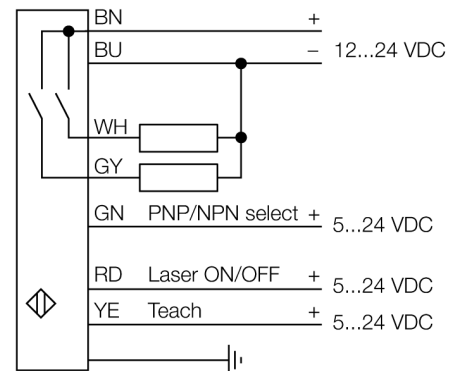 BN +
BU – 12...24 VDC
WH
GY
GN PNP/NPN select + 5...24 VDC
RD Laser ON/OFF + 5...24 VDC
YE Teach + 5...24 VDC